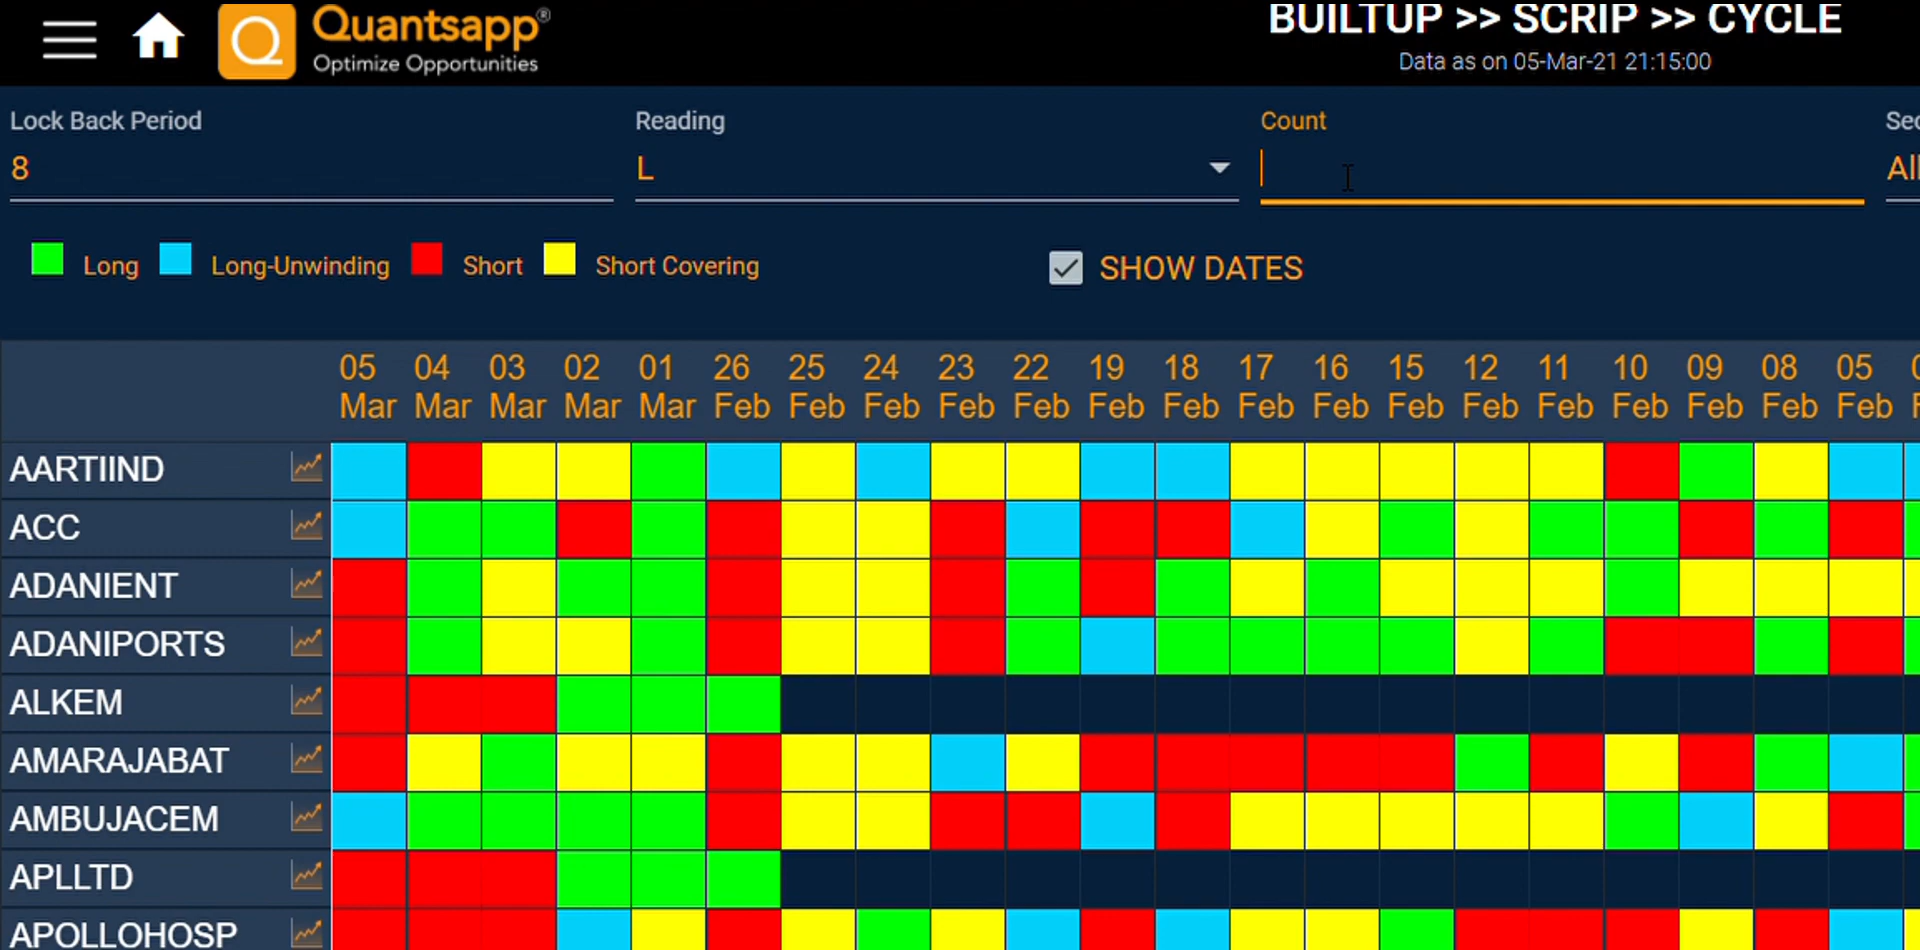 Quantsapp®
Optimize Opportunities
BUILTUP >> SCRIP >> CYCLE
Data as on 05-Mar-21 21:15:00
Lock Back Period
Reading
Count
8
L
All
Long
Long-Unwinding
Short
Short Covering
SHOW DATES
05 04 03 02 01 26 25 24 23 22 19 18 17 16 15 12 11 10 09 08 05
Mar Mar Mar Mar Mar Feb Feb Feb Feb Feb Feb Feb Feb Feb Feb Feb Feb Feb Feb Feb Feb
AARTIIND
ACC
ADANIENT
ADANIPORTS
ALKEM
AMARAJABAT
AMBUJACEM
APLLTD
APOLLOHOSP